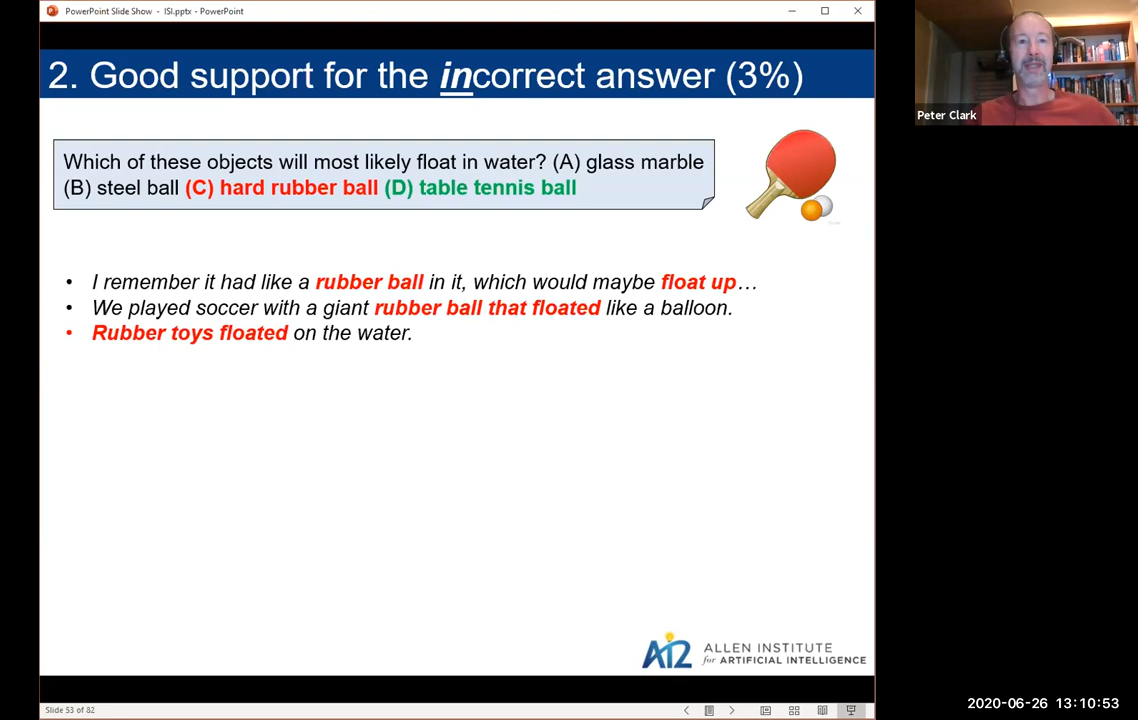 PowerPoint Slide Show - ISI.pptx - PowerPoint
2. Good support for the incorrect answer (3%)
Peter Clark
Which of these objects will most likely float in water? (A) glass marble
(B) steel ball (C) hard rubber ball (D) table tennis ball
• I remember it had like a rubber ball in it, which would maybe float up…
• We played soccer with a giant rubber ball that floated like a balloon.
• Rubber toys floated on the water.
AI2 ALLEN INSTITUTE
for ARTIFICIAL INTELLIGENCE
Slide 53 of 82
2020-06-26 13:10:53